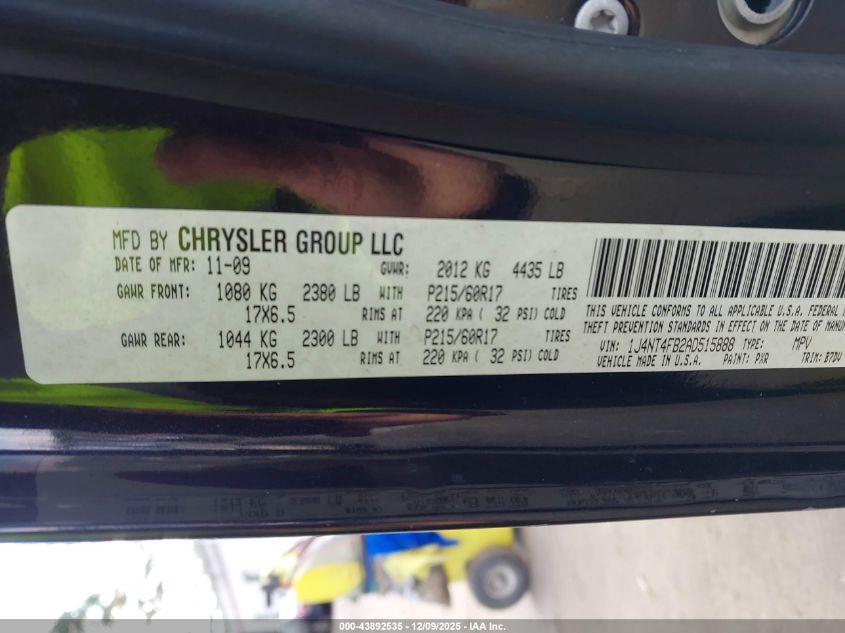 MFD BY CHRYSLER GROUP LLC
DATE OF MFR: 11-09 GVWR: 2012 KG 4435 LB
GAWR FRONT: 1080 KG 2380 LB WITH P215/60R17 TIRES
17X6.5 RIMS AT 220 KPA ( 32 PSI) COLD
GAWR REAR: 1044 KG 2300 LB WITH P215/60R17 TIRES
17X6.5 RIMS AT 220 KPA ( 32 PSI) COLD
THIS VEHICLE CONFORMS TO ALL APPLICABLE U.S.A. FEDERAL
THEFT PREVENTION STANDARDS IN EFFECT ON THE DATE OF MANU
VIN: 1J4NT4FB2AD515888 TYPE: MPV
VEHICLE MADE IN U.S.A. PAINT: PXR TRIM: B7DV
000-43892535 - 12/09/2025 - IAA Inc.